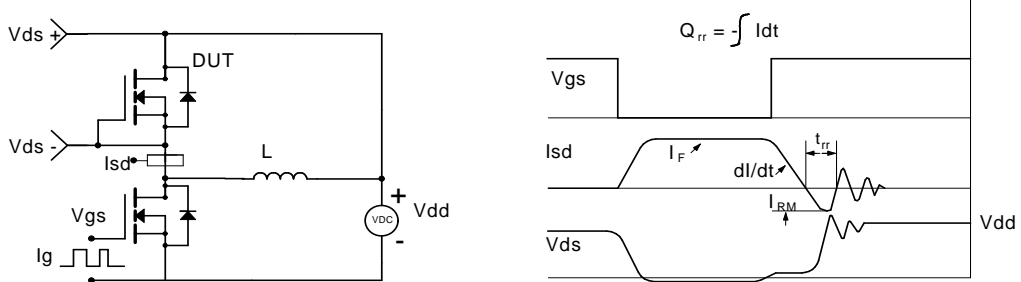 Vds +
DUT
Vds -
Isd
L
Vgs
+
VDC
Vdd
-
Ig
Q rr = - ∫ Idt
Vgs
Isd
I F
dI/dt
t rr
I RM
Vds
Vdd